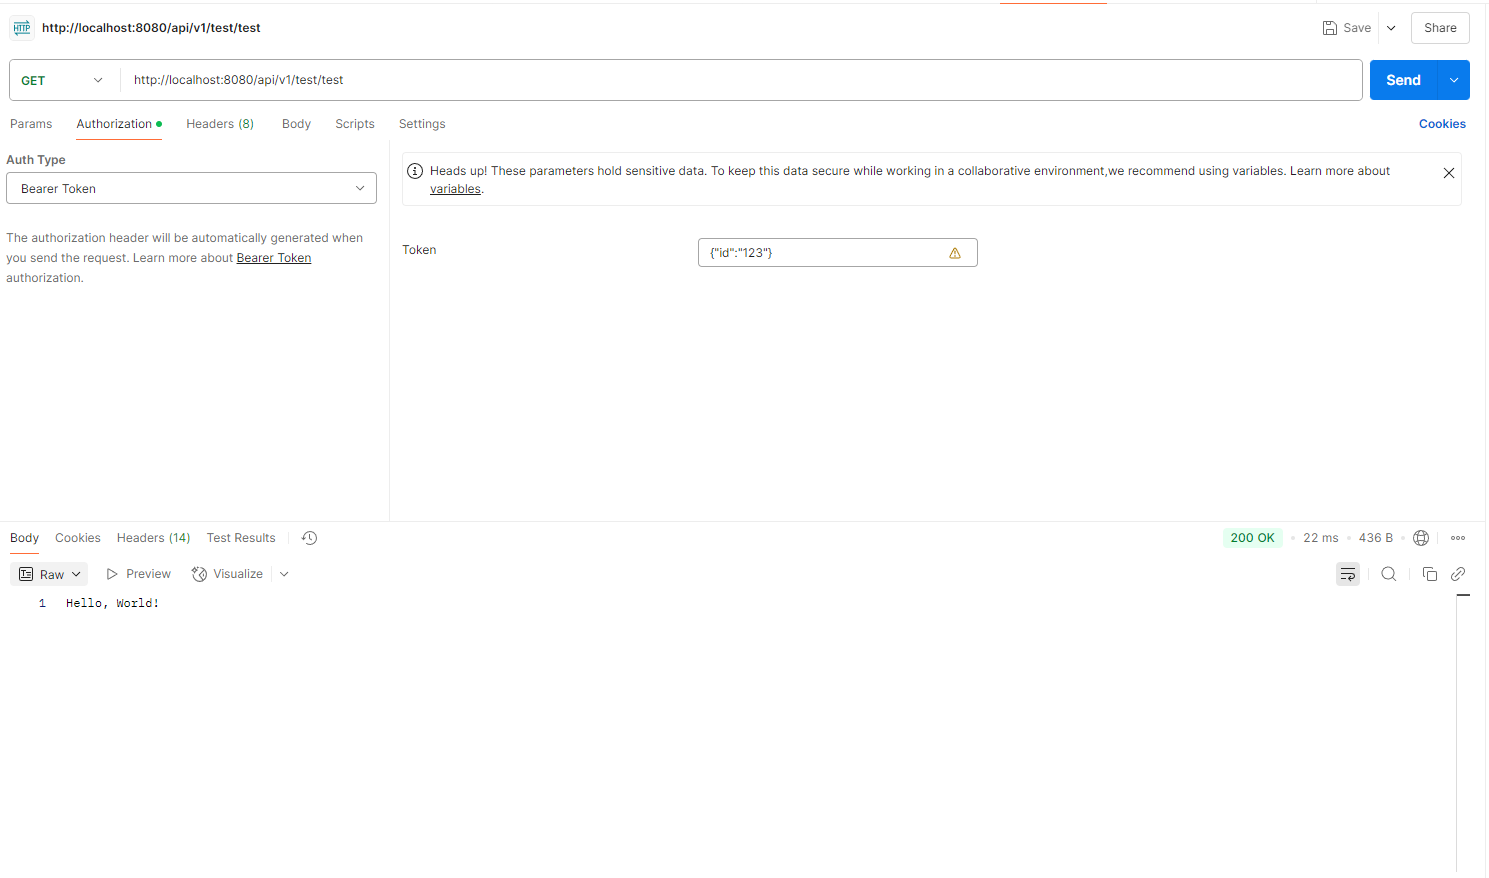 HTTP http://localhost:8080/api/v1/test/test Save Share
GET http://localhost:8080/api/v1/test/test Send
Params Authorization Headers (8) Body Scripts Settings Cookies
Auth Type
Bearer Token
The authorization header will be automatically generated when
you send the request. Learn more about Bearer Token
authorization.
Heads up! These parameters hold sensitive data. To keep this data secure while working in a collaborative environment,we recommend using variables. Learn more about
variables.
Token {"id":"123"}
Body Cookies Headers (14) Test Results 200 OK 22 ms 436 B
Raw Preview Visualize
1 Hello, World!